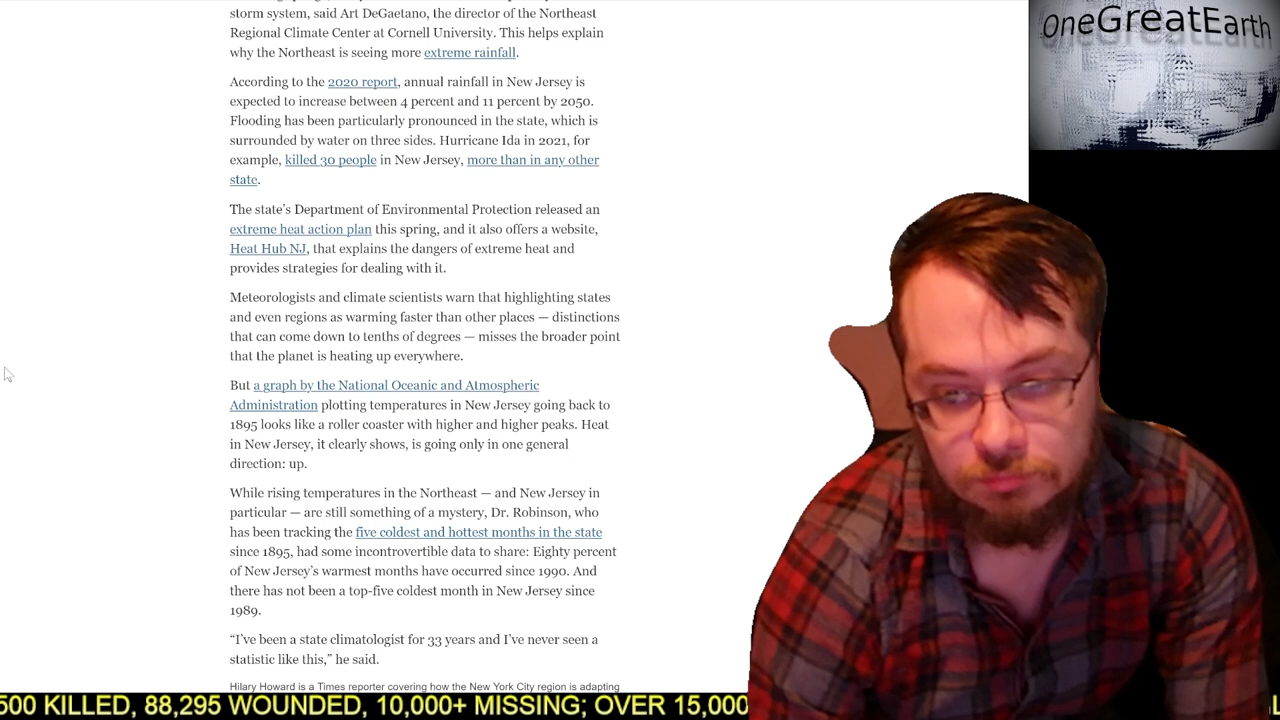 storm system, said Art DeGaetano, the director of the Northeast
Regional Climate Center at Cornell University. This helps explain
why the Northeast is seeing more extreme rainfall.
According to the 2020 report, annual rainfall in New Jersey is
expected to increase between 4 percent and 11 percent by 2050.
Flooding has been particularly pronounced in the state, which is
surrounded by water on three sides. Hurricane Ida in 2021, for
example, killed 30 people in New Jersey, more than in any other
state.
The state’s Department of Environmental Protection released an
extreme heat action plan this spring, and it also offers a website,
Heat Hub NJ, that explains the dangers of extreme heat and
provides strategies for dealing with it.
Meteorologists and climate scientists warn that highlighting states
and even regions as warming faster than other places — distinctions
that can come down to tenths of degrees — misses the broader point
that the planet is heating up everywhere.
But a graph by the National Oceanic and Atmospheric
Administration plotting temperatures in New Jersey going back to
1895 looks like a roller coaster with higher and higher peaks. Heat
in New Jersey, it clearly shows, is going only in one general
direction: up.
While rising temperatures in the Northeast — and New Jersey in
particular — are still something of a mystery, Dr. Robinson, who
has been tracking the five coldest and hottest months in the state
since 1895, had some incontrovertible data to share: Eighty percent
of New Jersey’s warmest months have occurred since 1990. And
there has not been a top-five coldest month in New Jersey since
1989.
“I’ve been a state climatologist for 33 years and I’ve never seen a
statistic like this,” he said.
Hilary Howard is a Times reporter covering how the New York City region is adapting
500 KILLED, 88,295 WOUNDED, 10,000+ MISSING; OVER 15,000
OneGreatEarth